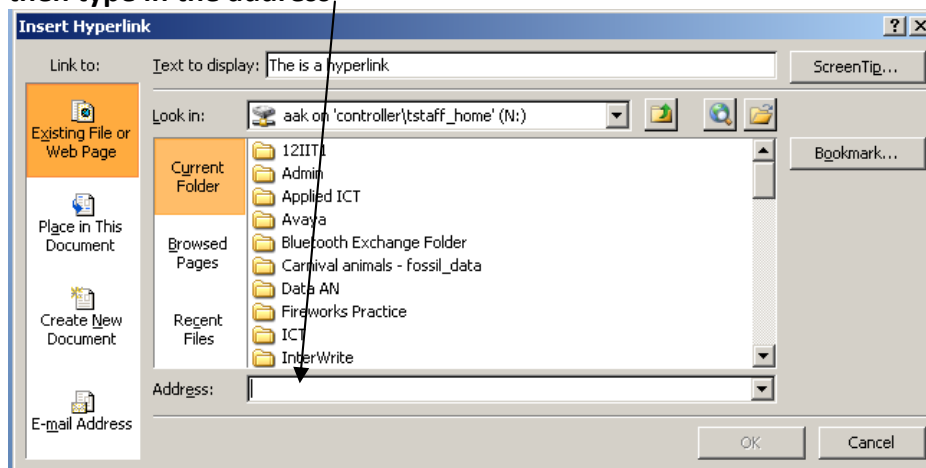 then type in the address
Insert Hyperlink
Link to:
Text to display: The is a hyperlink
ScreenTip...
Existing File or
Web Page
Look in: aak on 'controller\tstaff_home' (N:)
Bookmark...
Current
Folder
12IIT1
Admin
Applied ICT
Avaya
Place in This
Document
Browsed
Pages
Bluetooth Exchange Folder
Carnival animals - fossil_data
Data AN
Fireworks Practice
Create New
Document
Recent
Files
ICT
InterWrite
Address:
E-mail Address
OK
Cancel